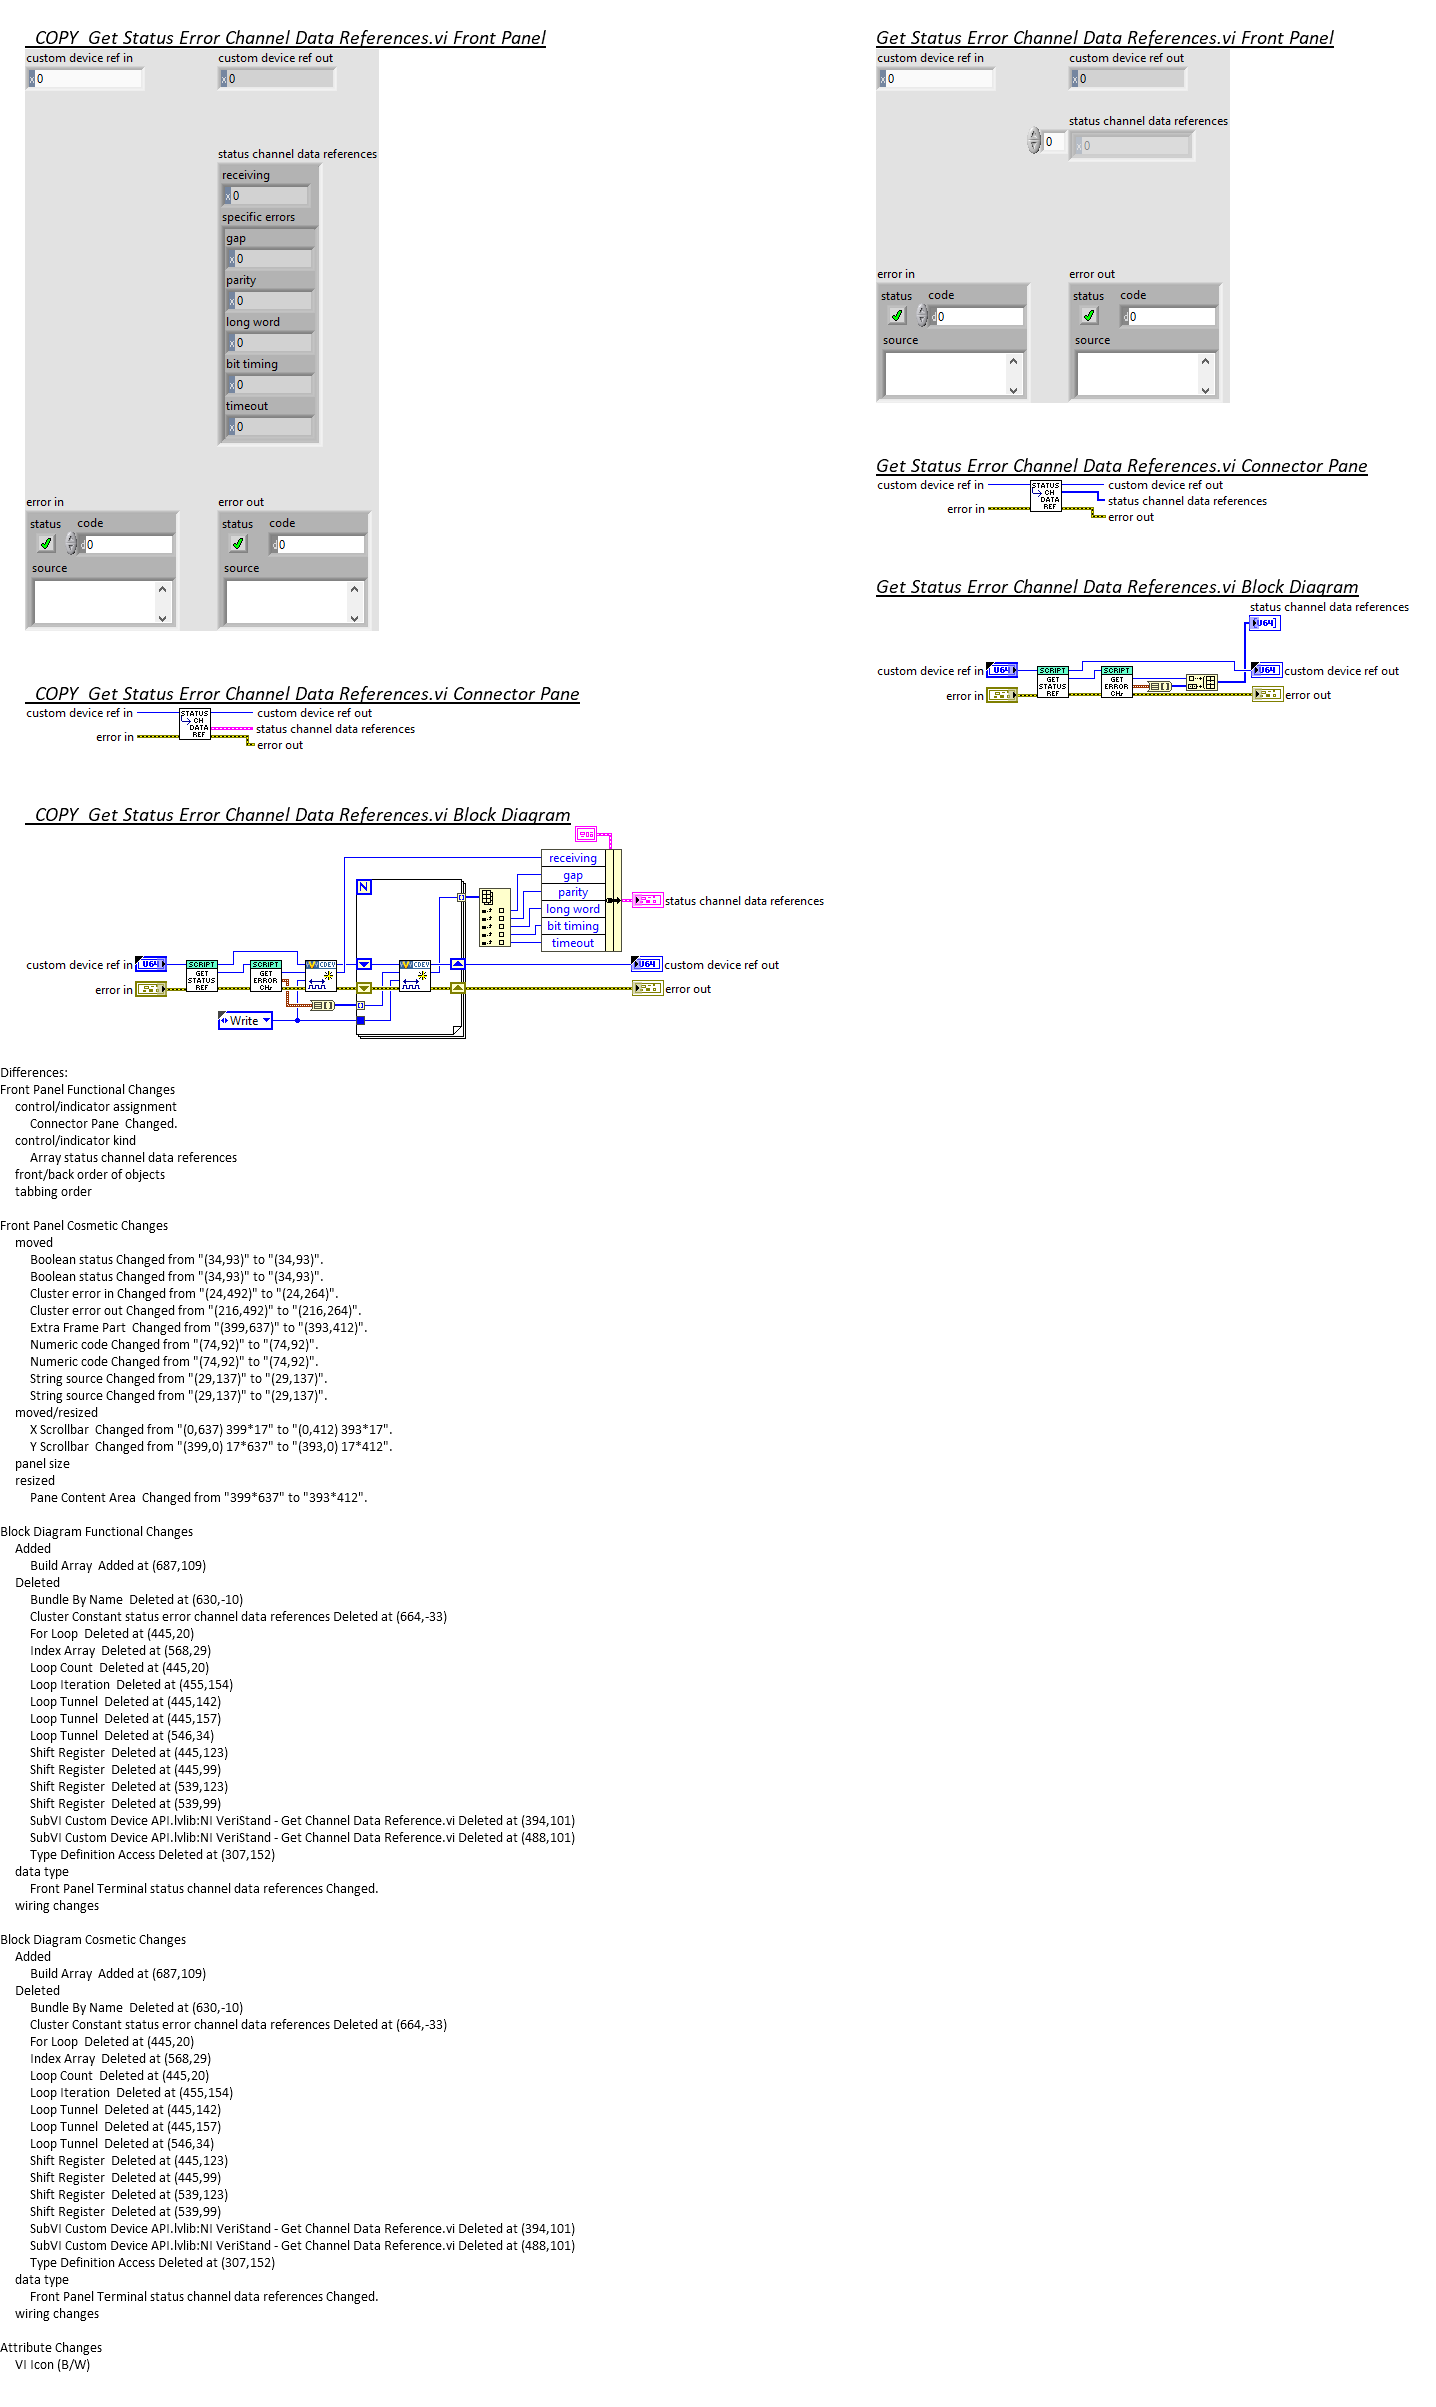 _COPY_Get Status Error Channel Data References.vi Front Panel
custom device ref in
custom device ref out
x 0
x 0
status channel data references
receiving
x 0
specific errors
gap
x 0
parity
x 0
long word
x 0
bit timing
x 0
timeout
x 0
error in
error out
status code
status code
d 0
d 0
source
source
_COPY_Get Status Error Channel Data References.vi Connector Pane
custom device ref in
custom device ref out
status channel data references
error in
error out
STATUS
CH
DATA
REF
_COPY_Get Status Error Channel Data References.vi Block Diagram
receiving
gap
parity
long word
bit timing
timeout
status channel data references
N
custom device ref in
U64
SCRIPT
GET
STATUS
REF
SCRIPT
GET
ERROR
CHs
CDEV
CDEV
U64
custom device ref out
error in
error out
Write
Get Status Error Channel Data References.vi Front Panel
custom device ref in
custom device ref out
x 0
x 0
status channel data references
0
x 0
error in
error out
status code
status code
d 0
d 0
source
source
Get Status Error Channel Data References.vi Connector Pane
custom device ref in
custom device ref out
status channel data references
error in
error out
STATUS
CH
DATA
REF
Get Status Error Channel Data References.vi Block Diagram
status channel data references
U64
custom device ref in
U64
SCRIPT
GET
STATUS
REF
SCRIPT
GET
ERROR
CHs
U64
custom device ref out
error in
error out
Differences:
Front Panel Functional Changes
control/indicator assignment
Connector Pane  Changed.
control/indicator kind
Array status channel data references
front/back order of objects
tabbing order
Front Panel Cosmetic Changes
moved
Boolean status Changed from "(34,93)" to "(34,93)".
Boolean status Changed from "(34,93)" to "(34,93)".
Cluster error in Changed from "(24,492)" to "(24,264)".
Cluster error out Changed from "(216,492)" to "(216,264)".
Extra Frame Part  Changed from "(399,637)" to "(393,412)".
Numeric code Changed from "(74,92)" to "(74,92)".
Numeric code Changed from "(74,92)" to "(74,92)".
String source Changed from "(29,137)" to "(29,137)".
String source Changed from "(29,137)" to "(29,137)".
moved/resized
X Scrollbar  Changed from "(0,637) 399*17" to "(0,412) 393*17".
Y Scrollbar  Changed from "(399,0) 17*637" to "(393,0) 17*412".
panel size
resized
Pane Content Area  Changed from "399*637" to "393*412".
Block Diagram Functional Changes
Added
Build Array  Added at (687,109)
Deleted
Bundle By Name  Deleted at (630,-10)
Cluster Constant status error channel data references Deleted at (664,-33)
For Loop  Deleted at (445,20)
Index Array  Deleted at (568,29)
Loop Count  Deleted at (445,20)
Loop Iteration  Deleted at (455,154)
Loop Tunnel  Deleted at (445,142)
Loop Tunnel  Deleted at (445,157)
Loop Tunnel  Deleted at (546,34)
Shift Register  Deleted at (445,123)
Shift Register  Deleted at (445,99)
Shift Register  Deleted at (539,123)
Shift Register  Deleted at (539,99)
SubVI Custom Device API.lvlib:NI VeriStand - Get Channel Data Reference.vi Deleted at (394,101)
SubVI Custom Device API.lvlib:NI VeriStand - Get Channel Data Reference.vi Deleted at (488,101)
Type Definition Access Deleted at (307,152)
data type
Front Panel Terminal status channel data references Changed.
wiring changes
Block Diagram Cosmetic Changes
Added
Build Array  Added at (687,109)
Deleted
Bundle By Name  Deleted at (630,-10)
Cluster Constant status error channel data references Deleted at (664,-33)
For Loop  Deleted at (445,20)
Index Array  Deleted at (568,29)
Loop Count  Deleted at (445,20)
Loop Iteration  Deleted at (455,154)
Loop Tunnel  Deleted at (445,142)
Loop Tunnel  Deleted at (445,157)
Loop Tunnel  Deleted at (546,34)
Shift Register  Deleted at (445,123)
Shift Register  Deleted at (445,99)
Shift Register  Deleted at (539,123)
Shift Register  Deleted at (539,99)
SubVI Custom Device API.lvlib:NI VeriStand - Get Channel Data Reference.vi Deleted at (394,101)
SubVI Custom Device API.lvlib:NI VeriStand - Get Channel Data Reference.vi Deleted at (488,101)
Type Definition Access Deleted at (307,152)
data type
Front Panel Terminal status channel data references Changed.
wiring changes
Attribute Changes
VI Icon (B/W)